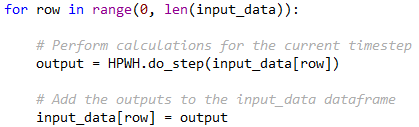 for row in range(0, len(input_data)):
# Perform calculations for the current timestep
output = HPWH.do_step(input_data[row])
# Add the outputs to the input_data dataframe
input_data[row] = output